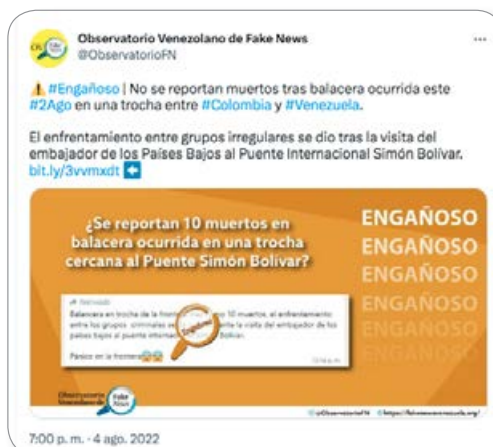 Observatorio Venezolano de Fake News
@ObservatorioFN
#Engañoso | No se reportan muertos tras balacera ocurrida este
#2Ago en una trocha entre #Colombia y #Venezuela.
El enfrentamiento entre grupos irregulares se dio tras la visita del
embajador de los Países Bajos al Puente Internacional Simón Bolívar.
bit.ly/3vvmxdt
¿Se reportan 10 muertos en
balacera ocurrida en una trocha
cercana al Puente Simón Bolívar?
ENGAÑOSO
ENGAÑOSO
ENGAÑOSO
ENGAÑOSO
ENGAÑOSO
ENGAÑOSO
Balancera en trocha de la 10 muertos, el enfrentamiento
entre los grupos criminales la visita del embajador de los
países bajos al puente Bolívar.
Pánico en la frontera
Observatorio
Venezolano de
Fake
News
@ObservatorioFN
7:00 p. m. · 4 ago. 2022